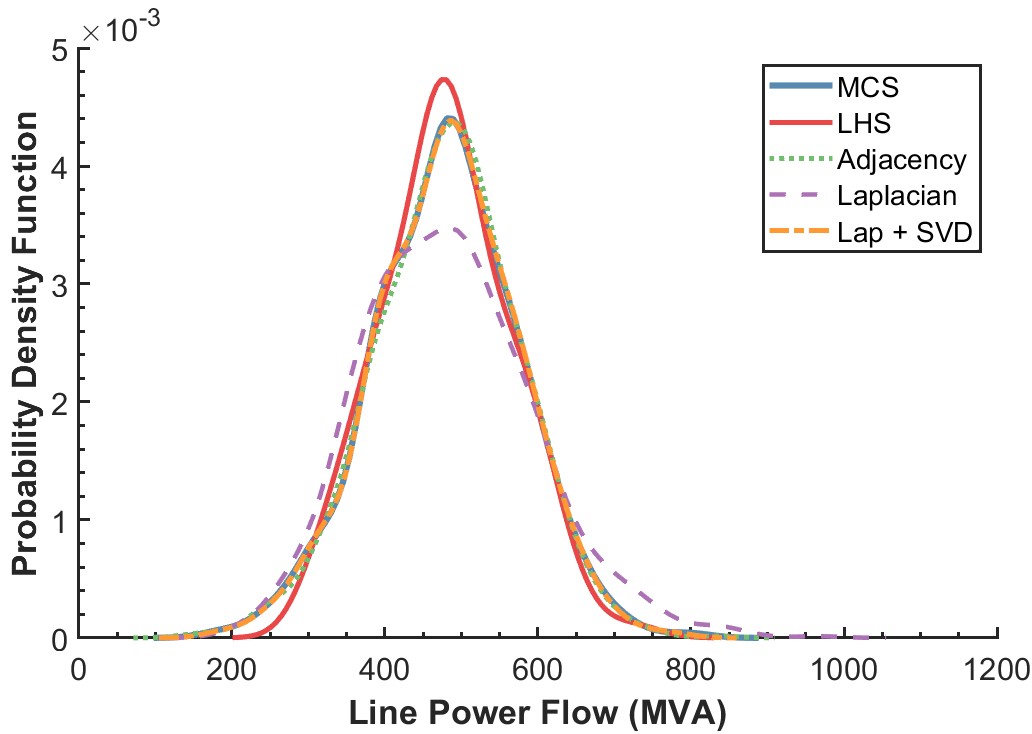 ×10⁻³
5
4
3
2
1
0
Probability Density Function
MCS
LHS
Adjacency
Laplacian
Lap + SVD
0 200 400 600 800 1000 1200
Line Power Flow (MVA)